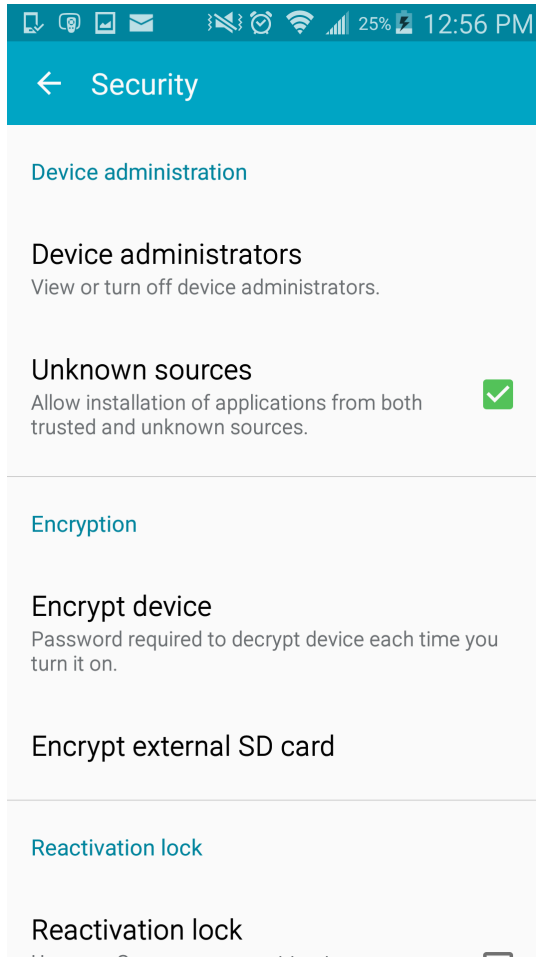 25% 12:56 PM
Security
Device administration
Device administrators
View or turn off device administrators.
Unknown sources
Allow installation of applications from both
trusted and unknown sources.
Encryption
Encrypt device
Password required to decrypt device each time you
turn it on.
Encrypt external SD card
Reactivation lock
Reactivation lock